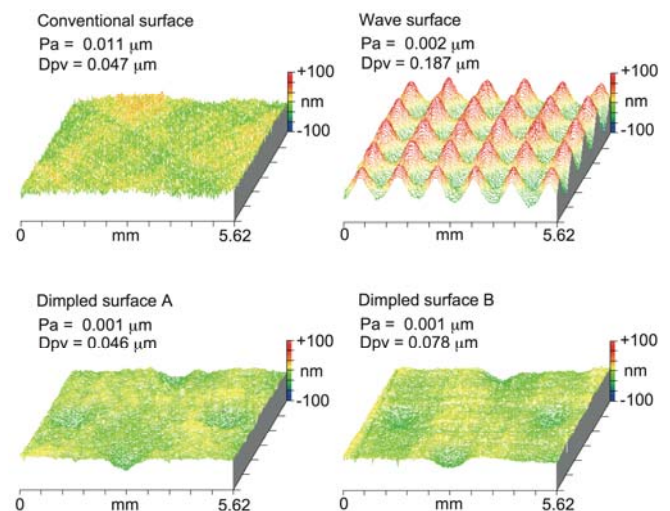 Conventional surface
Pa = 0.011 μm
Dpv = 0.047 μm
+100
nm
-100
0 mm 5.62
Wave surface
Pa = 0.002 μm
Dpv = 0.187 μm
+100
nm
-100
0 mm 5.62
Dimpled surface A
Pa = 0.001 μm
Dpv = 0.046 μm
+100
nm
-100
0 mm 5.62
Dimpled surface B
Pa = 0.001 μm
Dpv = 0.078 μm
+100
nm
-100
0 mm 5.62